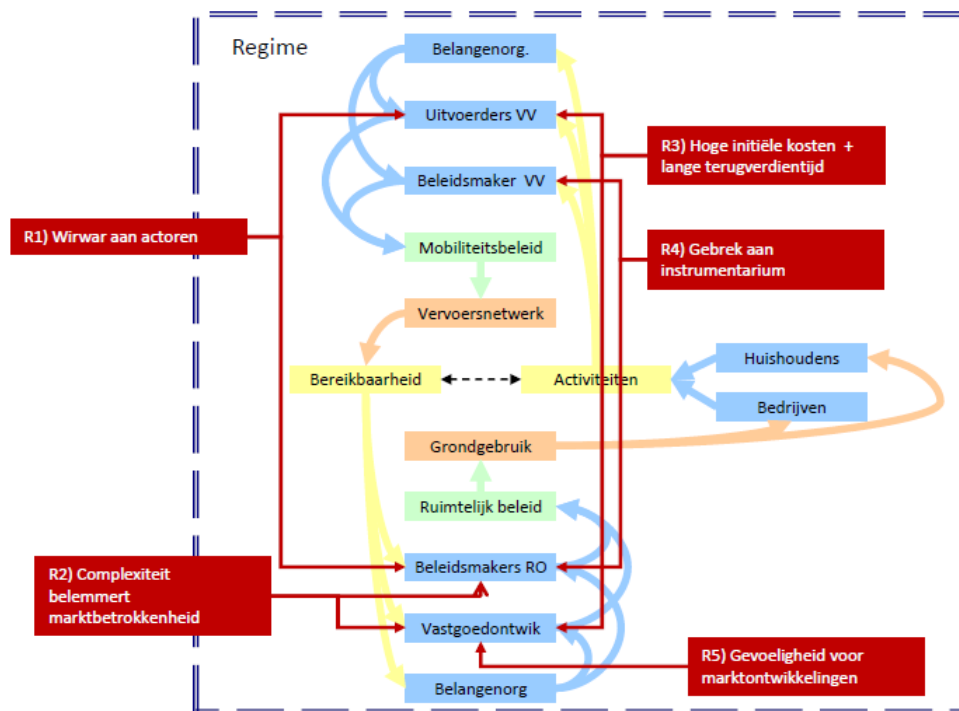 Regime
Belangenorg.
Uitvoerders VV
R3) Hoge initiële kosten +
lange terugverdientijd
Beleidsmaker VV
R1) Wirwar aan actoren
Mobiliteitsbeleid
R4) Gebrek aan
instrumentarium
Vervoersnetwerk
Huishoudens
Bereikbaarheid
Activiteiten
Bedrijven
Grondgebruik
Ruimtelijk beleid
Beleidsmakers RO
R2) Complexiteit
belemmert
marktbetrokkenheid
Vastgoedontwik
R5) Gevoeligheid voor
marktontwikkelingen
Belangenorg